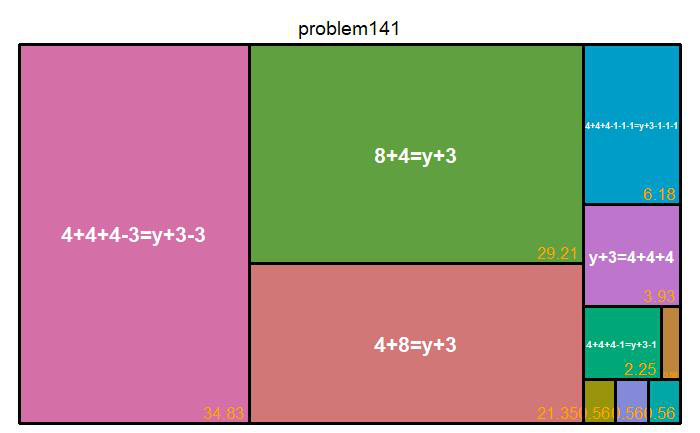 problem141
4+4+4-3=y+3-3
34.83
8+4=y+3
29.21
4+8=y+3
21.35
4+4+4-1-1-1=y+3-1-1-1
6.18
y+3=4+4+4
3.93
4+4+4-1=y+3-1
2.25
0.56
0.56
0.56